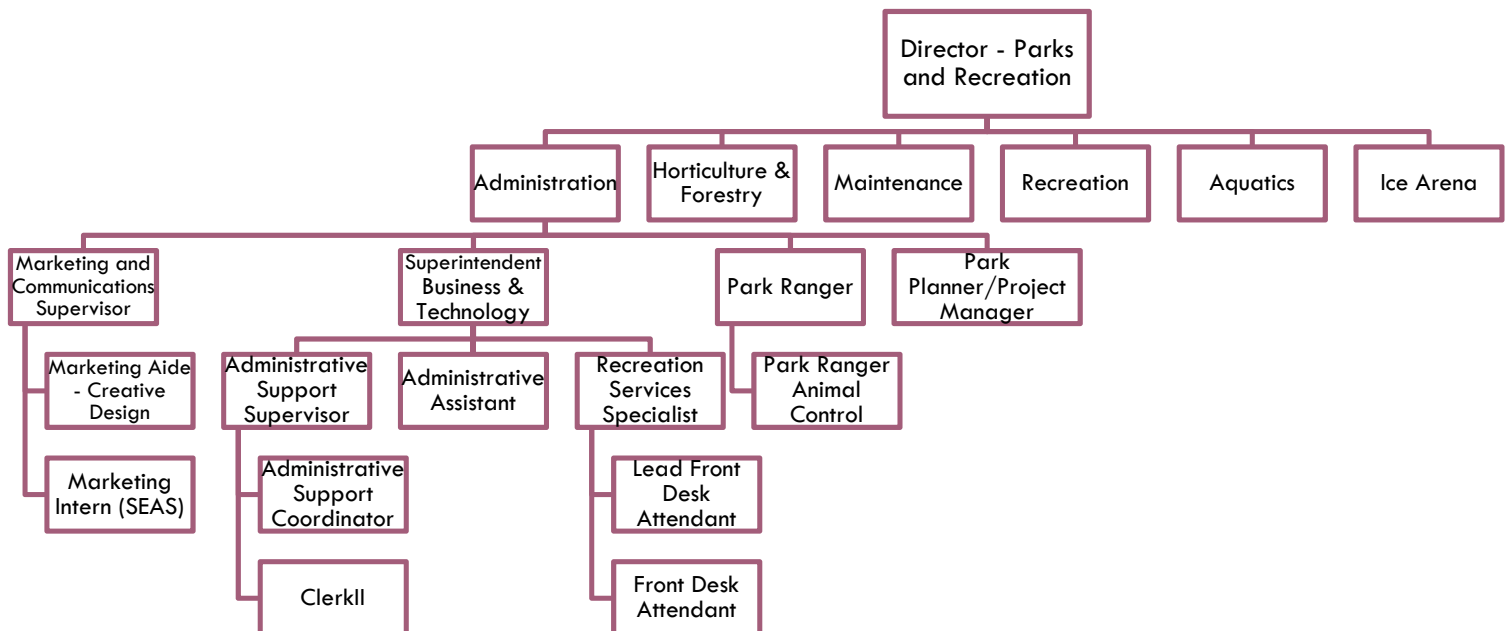 Director - Parks
and Recreation
Administration
Horticulture &
Forestry
Maintenance
Recreation
Aquatics
Ice Arena
Marketing and
Communications
Supervisor
Superintendent
Business &
Technology
Park Ranger
Park
Planner/Project
Manager
Marketing Aide
- Creative
Design
Administrative
Support
Supervisor
Administrative
Assistant
Recreation
Services
Specialist
Park Ranger
Animal
Control
Marketing
Intern (SEAS)
Administrative
Support
Coordinator
Lead Front
Desk
Attendant
ClerkII
Front Desk
Attendant